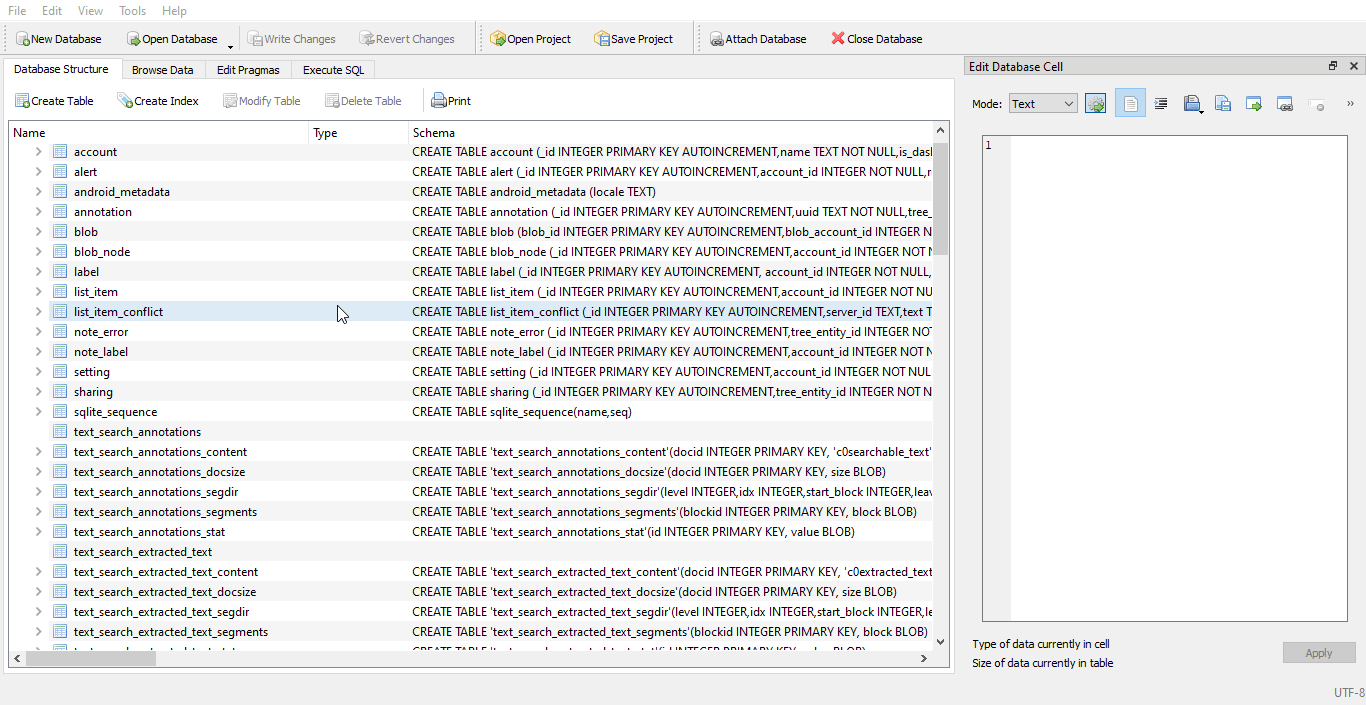 File Edit View Tools Help
New Database Open Database Write Changes Revert Changes Open Project Save Project Attach Database Close Database
Database Structure Browse Data Edit Pragmas Execute SQL
Create Table Create Index Modify Table Delete Table Print
Name Type Schema
account CREATE TABLE account (_id INTEGER PRIMARY KEY AUTOINCREMENT,name TEXT NOT NULL,is_das
alert CREATE TABLE alert (_id INTEGER PRIMARY KEY AUTOINCREMENT,account_id INTEGER NOT NULL,r
android_metadata CREATE TABLE android_metadata (locale TEXT)
annotation CREATE TABLE annotation (_id INTEGER PRIMARY KEY AUTOINCREMENT,uuid TEXT NOT NULL,tree_
blob CREATE TABLE blob (blob_id INTEGER PRIMARY KEY AUTOINCREMENT,blob_account_id INTEGER N
blob_node CREATE TABLE blob_node (_id INTEGER PRIMARY KEY AUTOINCREMENT,account_id INTEGER NOT N
label CREATE TABLE label (_id INTEGER PRIMARY KEY AUTOINCREMENT, account_id INTEGER NOT NULL,
list_item CREATE TABLE list_item (_id INTEGER PRIMARY KEY AUTOINCREMENT,account_id INTEGER NOT NU
list_item_conflict CREATE TABLE list_item_conflict (_id INTEGER PRIMARY KEY AUTOINCREMENT,server_id TEXT,text T
note_error CREATE TABLE note_error (_id INTEGER PRIMARY KEY AUTOINCREMENT,tree_entity_id INTEGER NOT
note_label CREATE TABLE note_label (_id INTEGER PRIMARY KEY AUTOINCREMENT,account_id INTEGER NOT N
setting CREATE TABLE setting (_id INTEGER PRIMARY KEY AUTOINCREMENT,account_id INTEGER NOT NUL
sharing CREATE TABLE sharing (_id INTEGER PRIMARY KEY AUTOINCREMENT,tree_entity_id INTEGER NOT N
sqlite_sequence CREATE TABLE sqlite_sequence(name,seq)
text_search_annotations
text_search_annotations_content CREATE TABLE 'text_search_annotations_content'(docid INTEGER PRIMARY KEY, 'c0searchable_text'
text_search_annotations_docsize CREATE TABLE 'text_search_annotations_docsize'(docid INTEGER PRIMARY KEY, size BLOB)
text_search_annotations_segdir CREATE TABLE 'text_search_annotations_segdir'(level INTEGER,idx INTEGER,start_block INTEGER,leav
text_search_annotations_segments CREATE TABLE 'text_search_annotations_segments'(blockid INTEGER PRIMARY KEY, block BLOB)
text_search_annotations_stat CREATE TABLE 'text_search_annotations_stat'(id INTEGER PRIMARY KEY, value BLOB)
text_search_extracted_text
text_search_extracted_text_content CREATE TABLE 'text_search_extracted_text_content'(docid INTEGER PRIMARY KEY, 'c0extracted_text
text_search_extracted_text_docsize CREATE TABLE 'text_search_extracted_text_docsize'(docid INTEGER PRIMARY KEY, size BLOB)
text_search_extracted_text_segdir CREATE TABLE 'text_search_extracted_text_segdir'(level INTEGER,idx INTEGER,start_block INTEGER,le
text_search_extracted_text_segments CREATE TABLE 'text_search_extracted_text_segments'(blockid INTEGER PRIMARY KEY, block BLOB)
Edit Database Cell
Mode: Text
1
Type of data currently in cell
Size of data currently in table
Apply
UTF-8